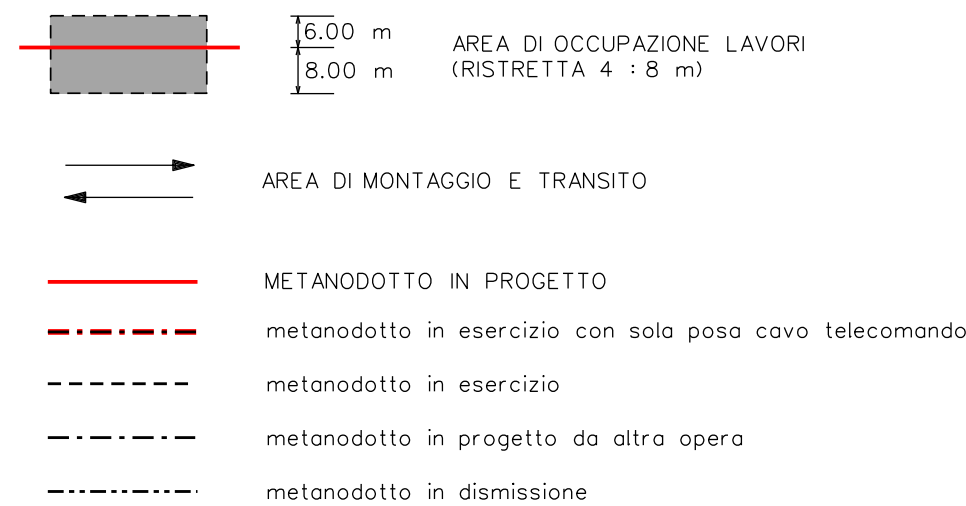 6.00 m
8.00 m
AREA DI OCCUPAZIONE LAVORI
(RISTRETTA 4 : 8 m)
AREA DI MONTAGGIO E TRANSITO
METANODOTTO IN PROGETTO
metanodotto in esercizio con sola posa cavo telecomando
metanodotto in esercizio
metanodotto in progetto da altra opera
metanodotto in dismissione